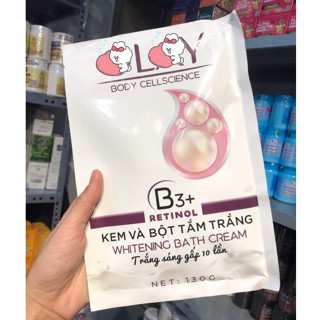 OLAY
BODY CELLSCIENCE
B3+
RETINOL
KEM VÀ BỘT TẮM TRẮNG
WHITENING BATH CREAM
Trắng sáng gấp 10 lần
NET: 130G